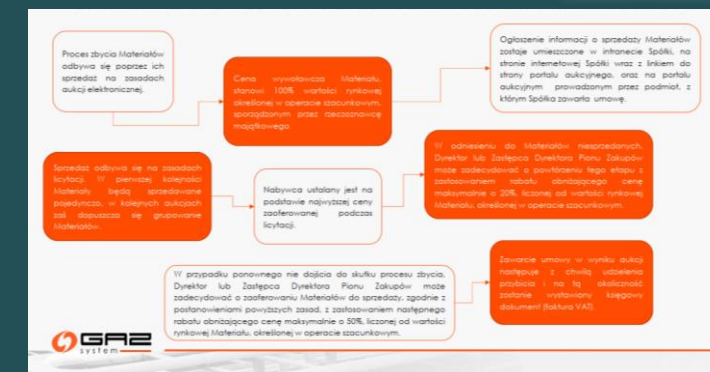 Proces zbycia Materiałów
odbywa się poprzez ich
sprzedaż na zasadach
aukcji elektronicznej.
Cena wywoławcza Materiału,
stanowi 100% wartości rynkowej
określonej w operacie szacunkowym,
sporządzonym przez rzeczoznawcę
majątkowego.
Ogłoszenie informacji o sprzedaży Materiałów
zostaje umieszczone w intranecie Spółki, na
stronie internetowej Spółki wraz z linkiem do
strony portalu aukcyjnego, oraz na portalu
aukcyjnym prowadzonym przez podmiot, z
którym Spółka zawarła umowę.
Sprzedaż odbywa się na zasadach
licytacji. W pierwszej kolejności
Materiały będą sprzedawane
pojedynczo, w kolejnych aukcjach
zaś dopuszcza się grupowanie
Materiałów.
Nabywca ustalany jest na
podstawie najwyższej ceny
zaoferowanej podczas
licytacji.
W odniesieniu do Materiałów niesprzedanych,
Dyrektor lub Zastępca Dyrektora Pionu Zakupów
może zadecydować o powtórzeniu tego etapu z
zastosowaniem rabatu obniżającego cenę
maksymalnie o 20%, liczonej od wartości rynkowej
Materiału, określonej w operacie szacunkowym.
W przypadku ponownego nie dojścia do skutku procesu zbycia,
Dyrektor lub Zastępca Dyrektora Pionu Zakupów może
zadecydować o zaoferowaniu Materiałów do sprzedaży, zgodnie z
postanowieniami powyższych zasad, z zastosowaniem następnego
rabatu obniżającego cenę maksymalnie o 50%, liczonej od wartości
rynkowej Materiału, określonej w operacie szacunkowym.
Zawarcie umowy w wyniku aukcji
następuje z chwilą udzielenia
przybicia i na tą okoliczność
zostanie wystawiony księgowy
dokument (faktura VAT).
GAZ
system